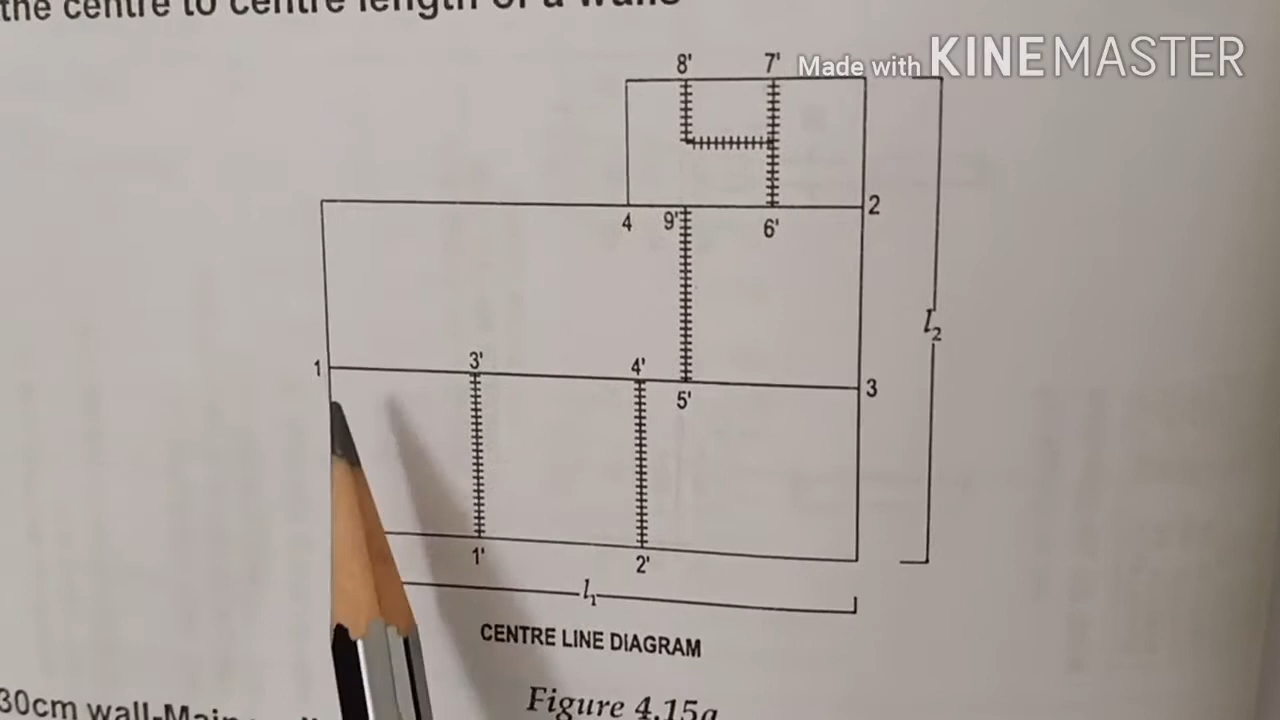 the centre to centre length of a walls
Made with KINEMASTER
8' 7'
4 9' 6' 2
l2
1 3' 4' 5' 3
1' 2'
l1
CENTRE LINE DIAGRAM
Figure 4.15a
30cm wall-Main